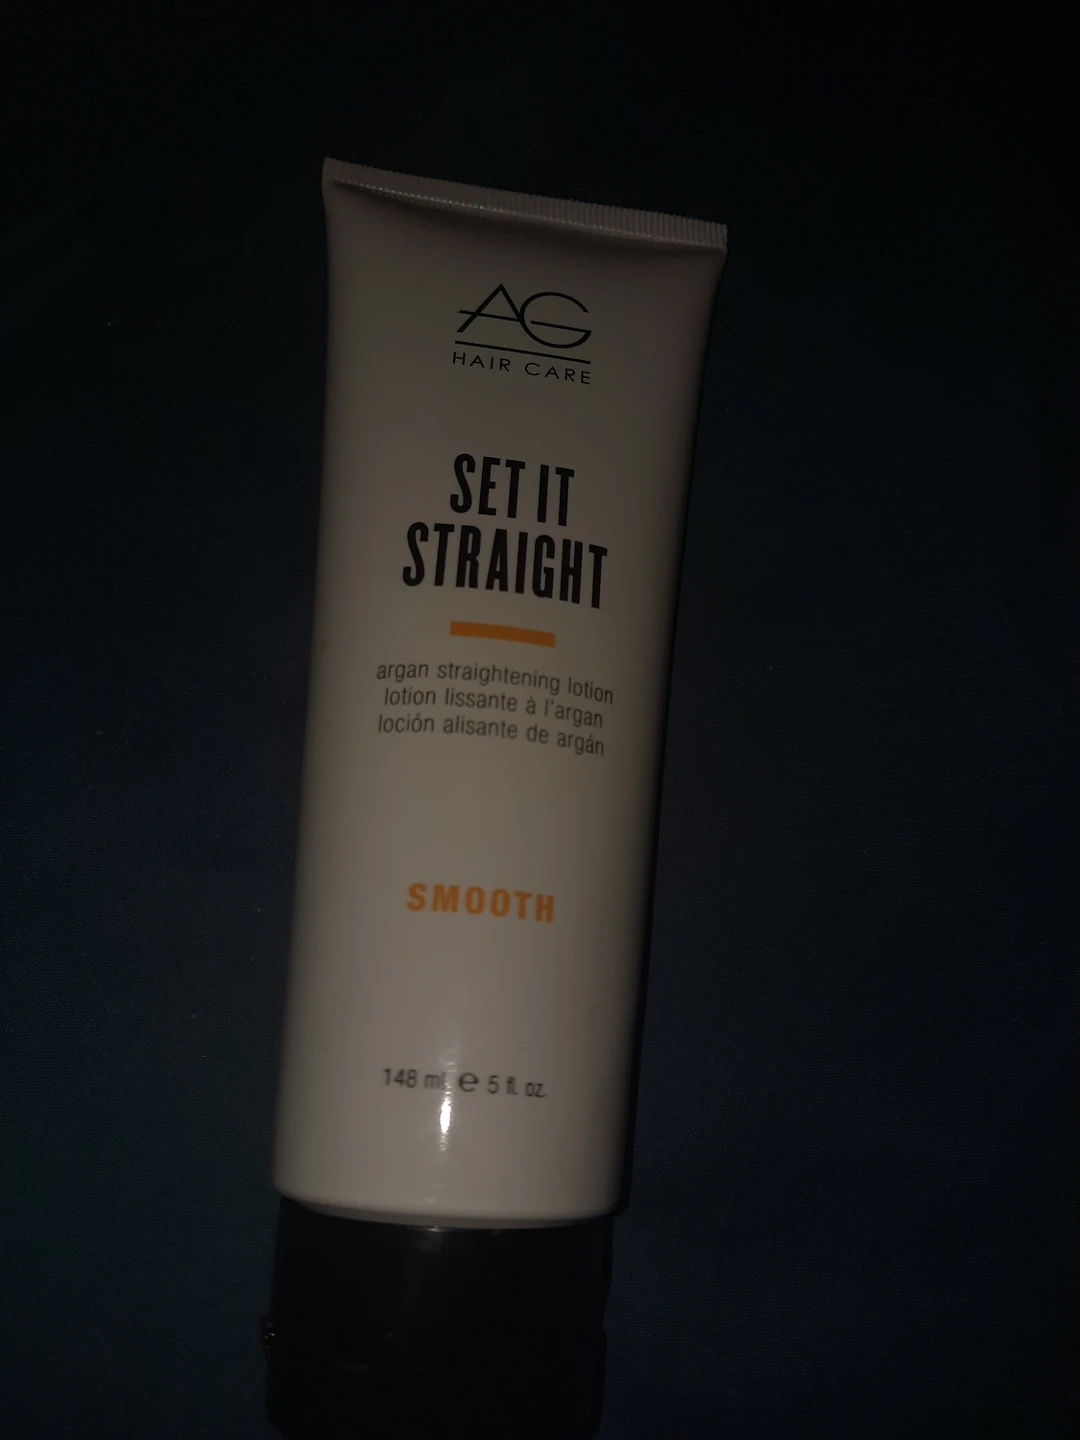 AG
HAIR CARE
SET IT
STRAIGHT
argan straightening lotion
lotion lissante à l'argan
loción alisante de argán
SMOOTH
148 mL e 5 fl. oz.